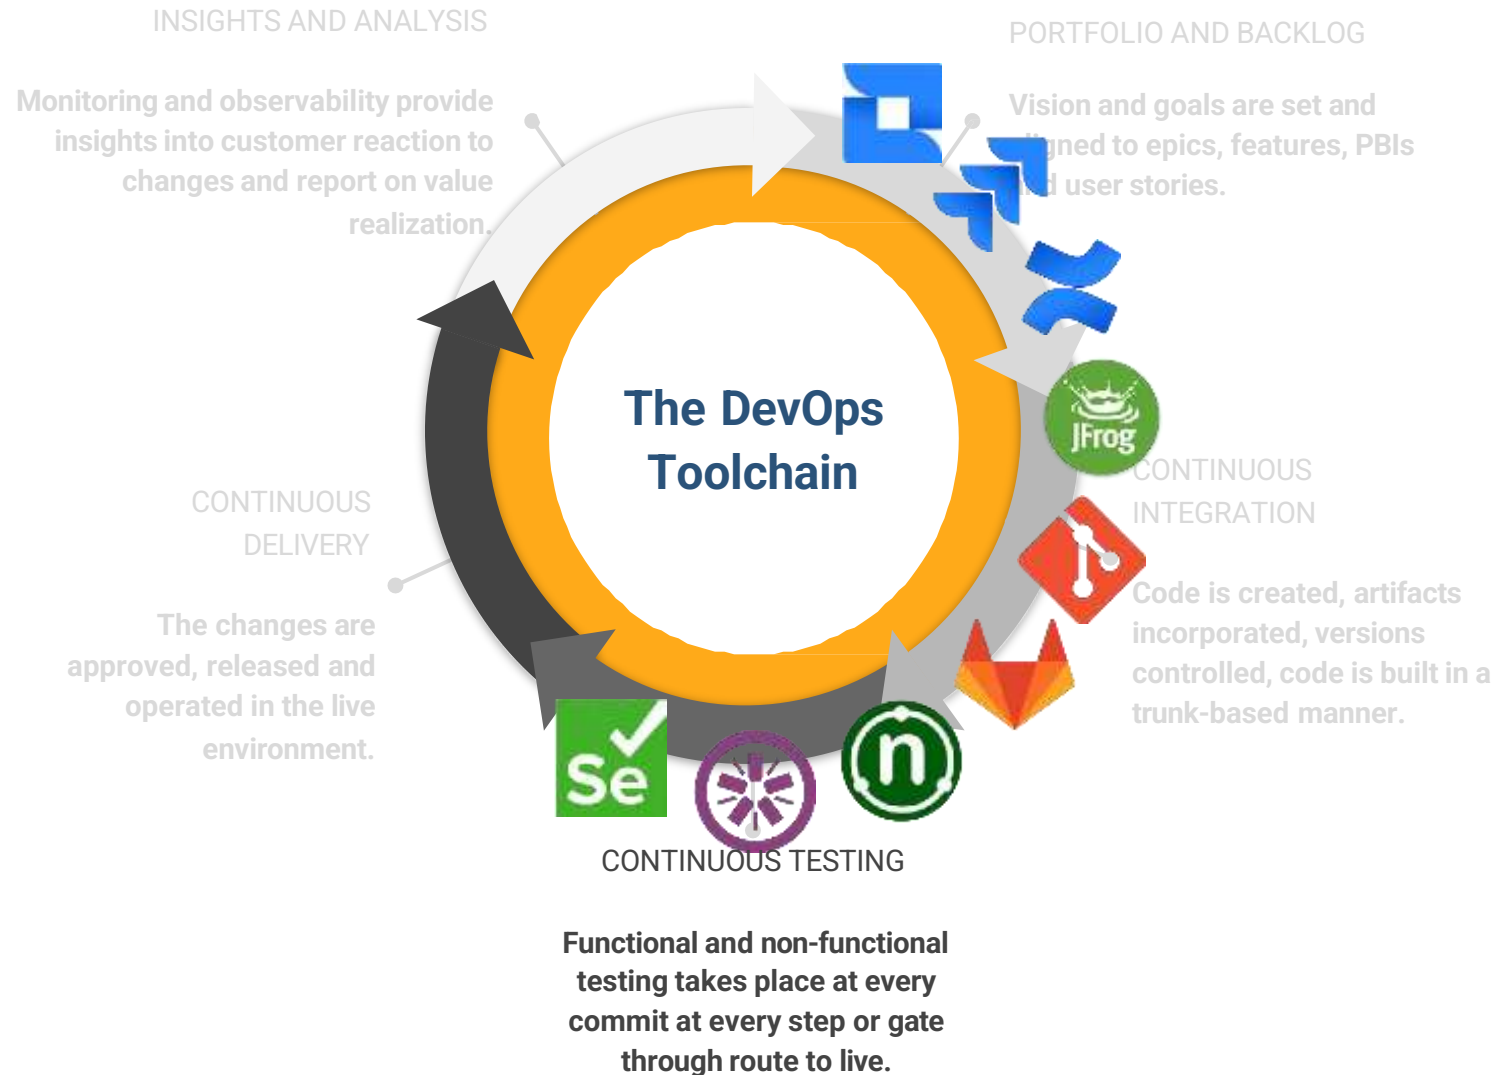 INSIGHTS AND ANALYSIS
Monitoring and observability provide
insights into customer reaction to
changes and report on value
realization.
PORTFOLIO AND BACKLOG
Vision and goals are set and
to epics, features, PBIs
user stories.
The DevOps
Toolchain
JFrog
CONTINUOUS
INTEGRATION
Code is created, artifacts
incorporated, versions
controlled, code is built in a
trunk-based manner.
CONTINUOUS
DELIVERY
The changes are
approved, released and
operated in the live
environment.
Se
n
CONTINUOUS TESTING
Functional and non-functional
testing takes place at every
commit at every step or gate
through route to live.